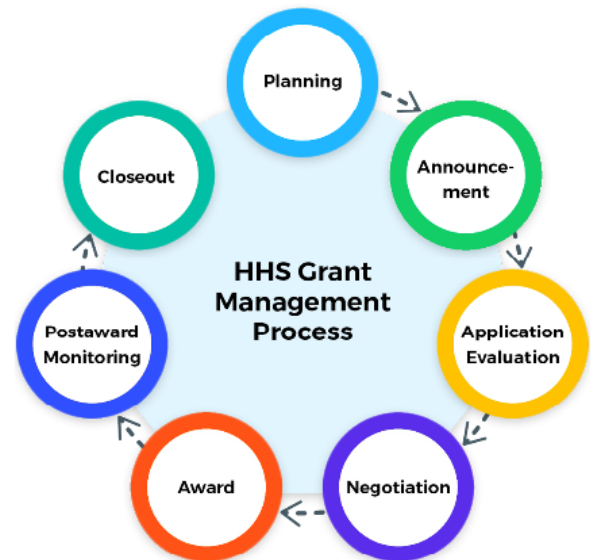 Planning
Announce-
ment
Application
Evaluation
Negotiation
Award
Postaward
Monitoring
Closeout
HHS Grant
Management
Process